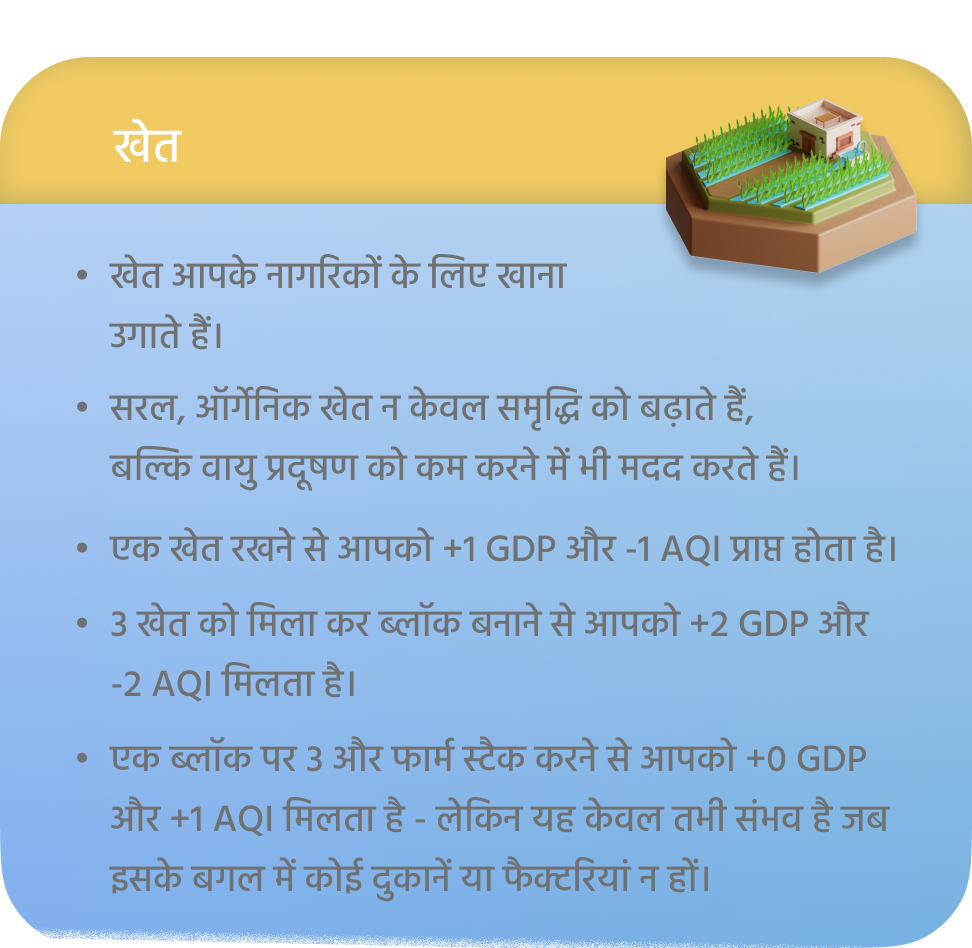 खेत
• खेत आपके नागरिकों के लिए खाना
उगाते हैं।
• सरल, ऑर्गेनिक खेत न केवल समृद्धि को बढ़ाते हैं,
बल्कि वायु प्रदूषण को कम करने में भी मदद करते हैं।
• एक खेत रखने से आपको +1 GDP और -1 AQI प्राप्त होता है।
• 3 खेत को मिला कर ब्लॉक बनाने से आपको +2 GDP और
-2 AQI मिलता है।
• एक ब्लॉक पर 3 और फार्म स्टैक करने से आपको +0 GDP
और +1 AQI मिलता है - लेकिन यह केवल तभी संभव है जब
इसके बगल में कोई दुकानें या फैक्टरियां न हों।